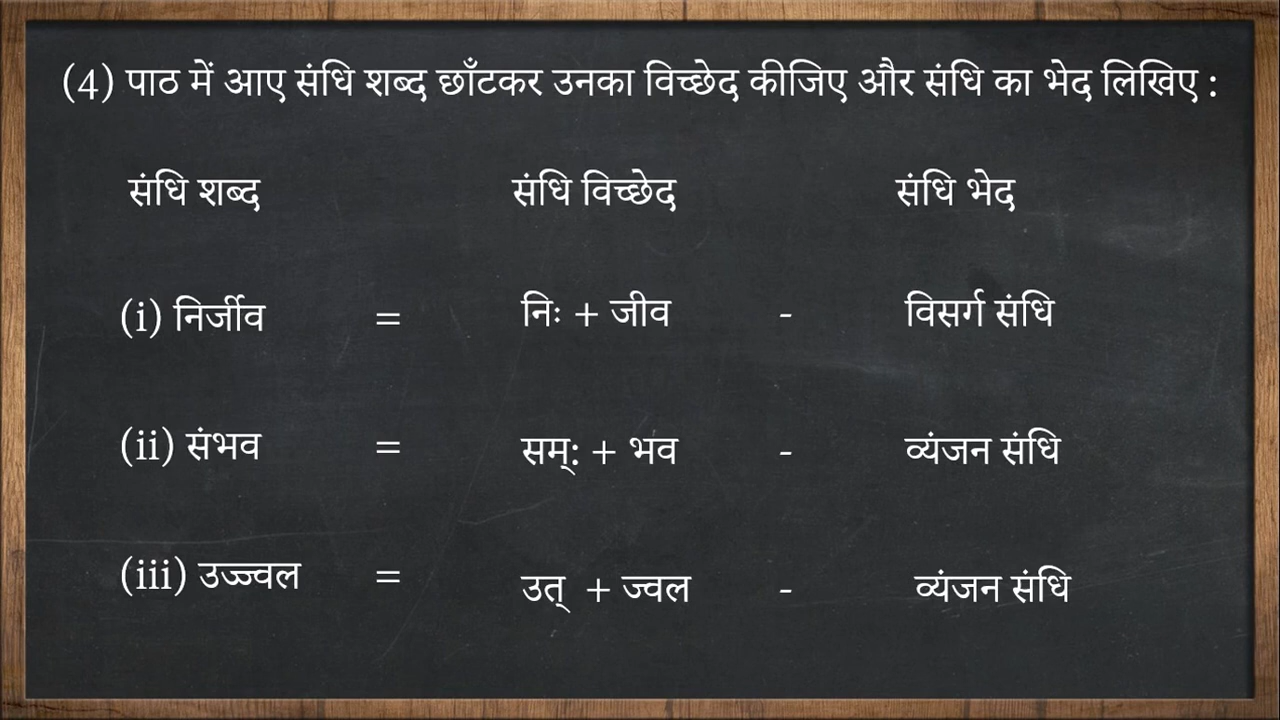 (4) पाठ में आए संधि शब्द छाँटकर उनका विच्छेद कीजिए और संधि का भेद लिखिए :
संधि शब्द संधि विच्छेद संधि भेद
(i) निर्जीव = निः + जीव - विसर्ग संधि
(ii) संभव = सम्: + भव - व्यंजन संधि
(iii) उज्ज्वल = उत् + ज्वल - व्यंजन संधि